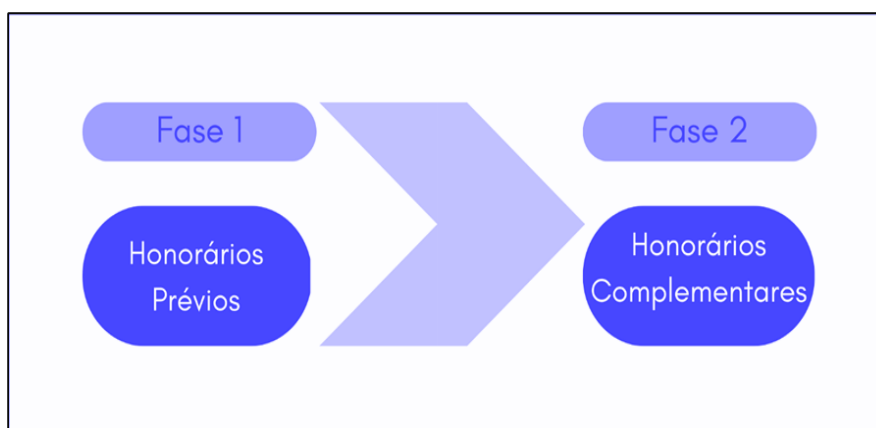 Fase 1
Honorários
Prévios
Fase 2
Honorários
Complementares